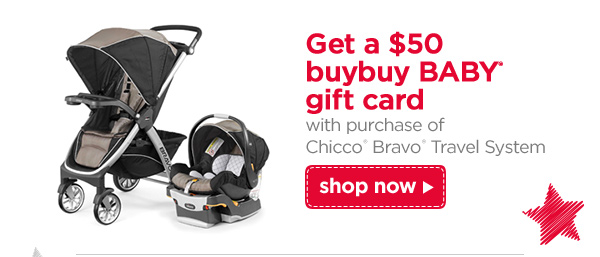 Get a $50
buybuy BABY®
gift card
with purchase of
Chicco® Bravo® Travel System
shop now ▶